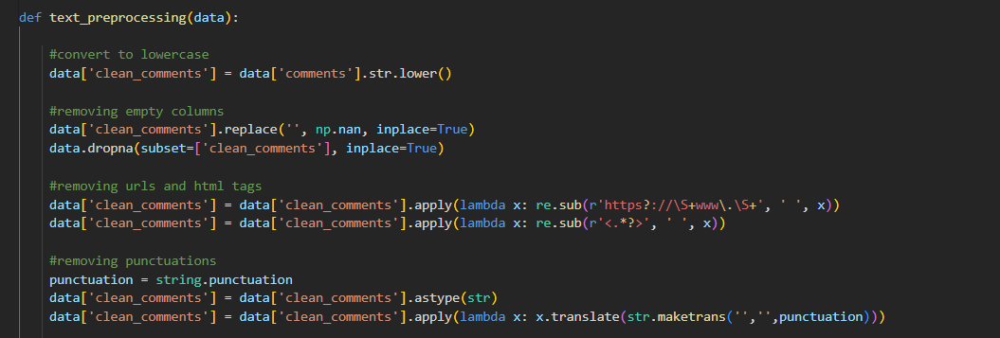 def text_preprocessing(data):
#convert to lowercase
data['clean_comments'] = data['comments'].str.lower()
#removing empty columns
data['clean_comments'].replace('', np.nan, inplace=True)
data.dropna(subset=['clean_comments'], inplace=True)
#removing urls and html tags
data['clean_comments'] = data['clean_comments'].apply(lambda x: re.sub(r'https?://\S+www\.\S+', ' ', x))
data['clean_comments'] = data['clean_comments'].apply(lambda x: re.sub(r'<.*?>', ' ', x))
#removing punctuations
punctuation = string.punctuation
data['clean_comments'] = data['clean_comments'].astype(str)
data['clean_comments'] = data['clean_comments'].apply(lambda x: x.translate(str.maketrans('','',punctuation)))